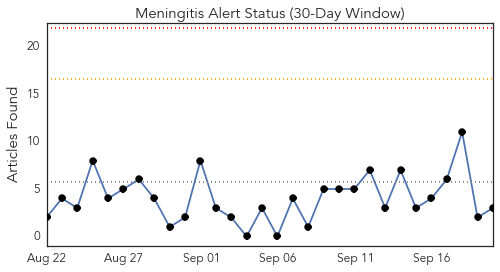 Meningitis Alert Status (30-Day Window)
Articles Found
20
15
10
5
0
Aug 22 Aug 27 Sep 01 Sep 06 Sep 11 Sep 16